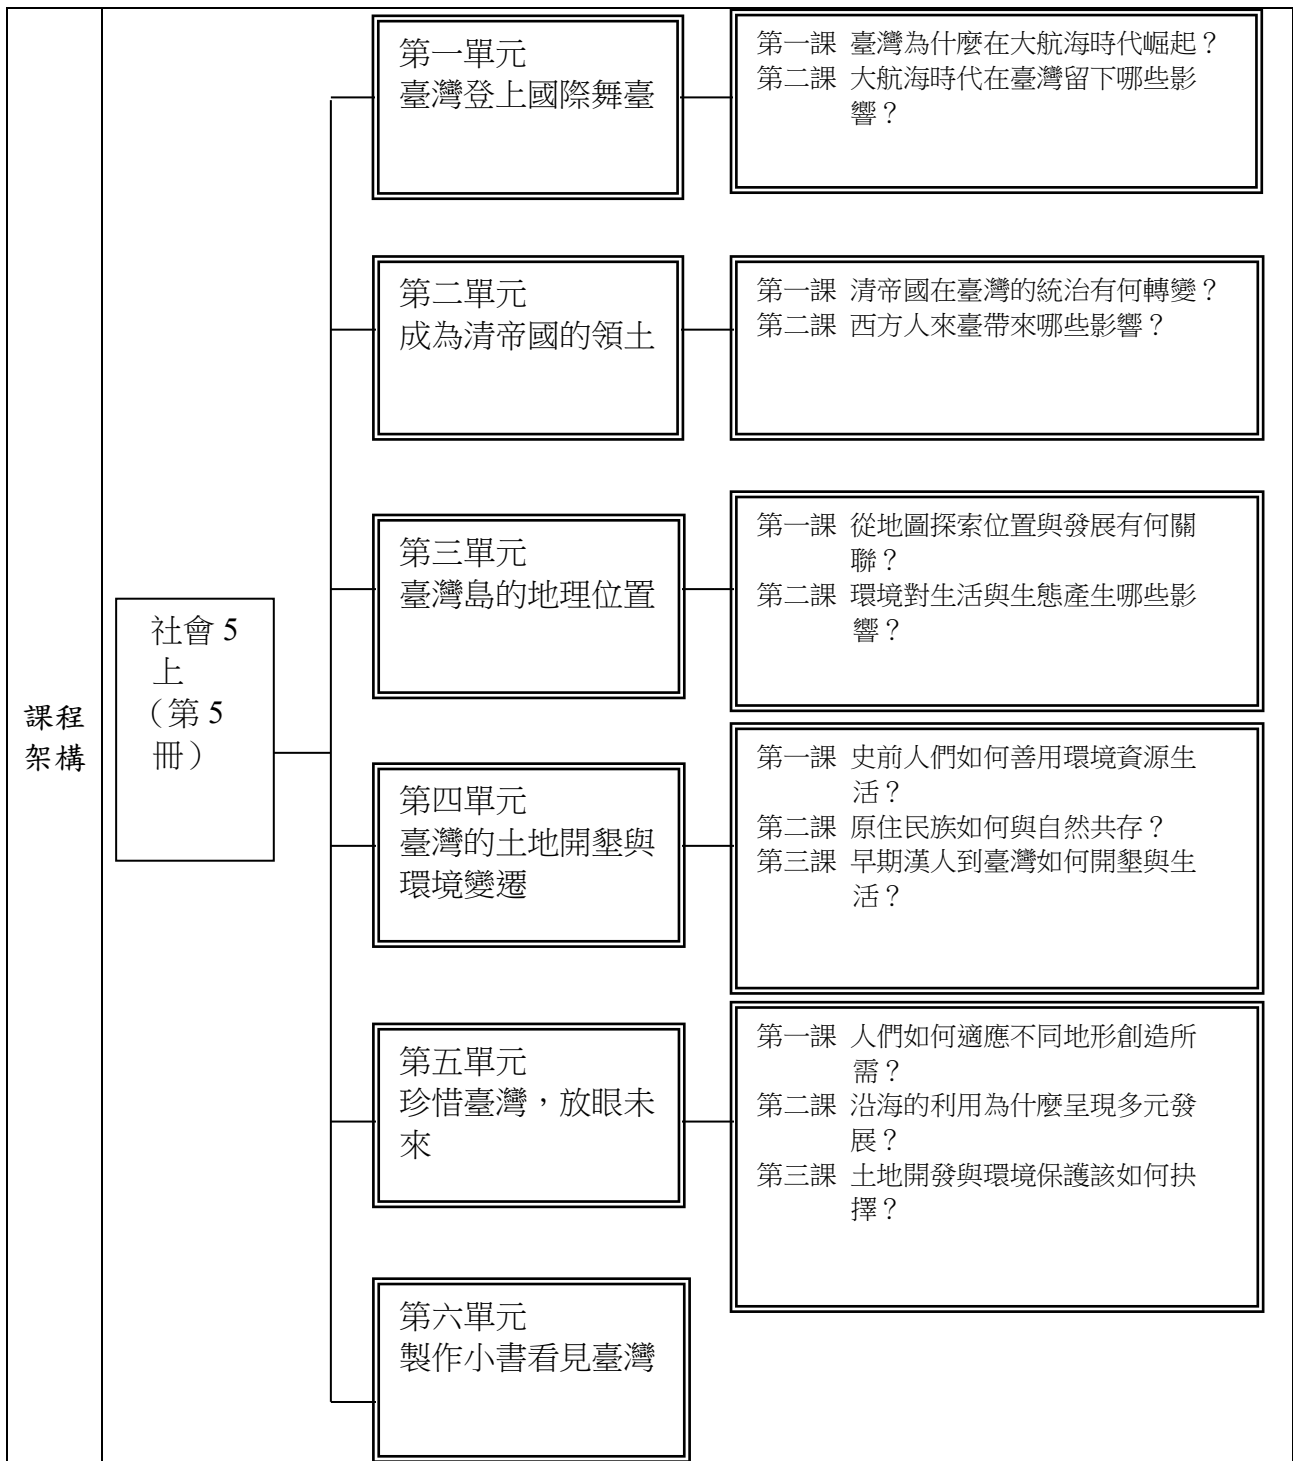 課程
架構
社會 5
上
（第 5
冊）
第一單元
臺灣登上國際舞臺
第一課 臺灣為什麼在大航海時代崛起？
第二課 大航海時代在臺灣留下哪些影
響？
第二單元
成為清帝國的領土
第一課 清帝國在臺灣的統治有何轉變？
第二課 西方人來臺帶來哪些影響？
第三單元
臺灣島的地理位置
第一課 從地圖探索位置與發展有何關
聯？
第二課 環境對生活與生態產生哪些影
響？
第四單元
臺灣的土地開墾與
環境變遷
第一課 史前人們如何善用環境資源生
活？
第二課 原住民族如何與自然共存？
第三課 早期漢人到臺灣如何開墾與生
活？
第五單元
珍惜臺灣，放眼未
來
第一課 人們如何適應不同地形創造所
需？
第二課 沿海的利用為什麼呈現多元發
展？
第三課 土地開發與環境保護該如何抉
擇？
第六單元
製作小書看見臺灣